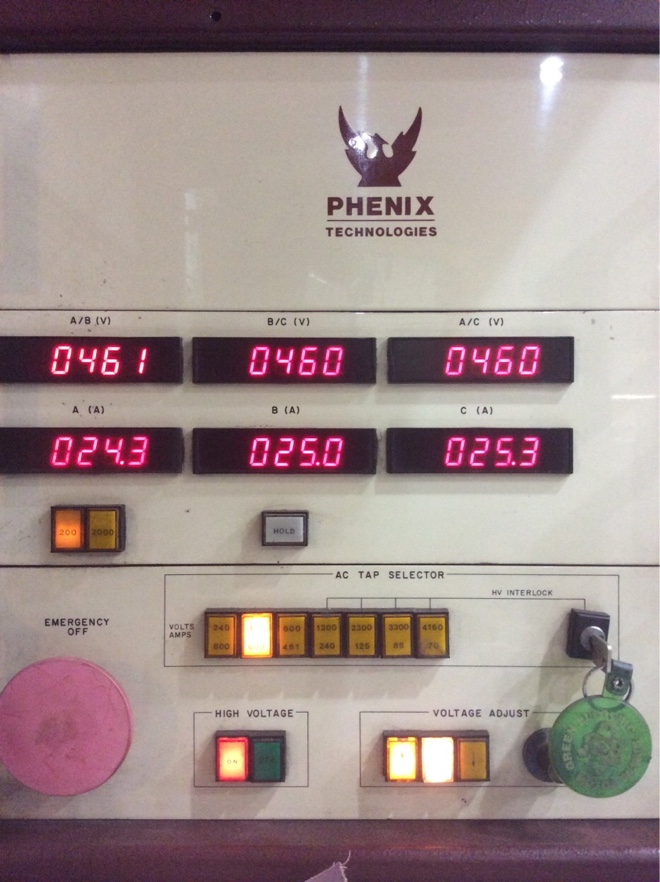 PHENIX
TECHNOLOGIES
A/B (V) B/C (V) A/C (V)
0461 0460 0460
A (A) B (A) C (A)
024.3 025.0 025.3
200 2000 HOLD
AC TAP SELECTOR
HV INTERLOCK
EMERGENCY
OFF
VOLTS
AMPS
240 600 1200 2300 3300 4160
600 451 240 125 85 70
HIGH VOLTAGE
VOLTAGE ADJUST
ON
GREEN